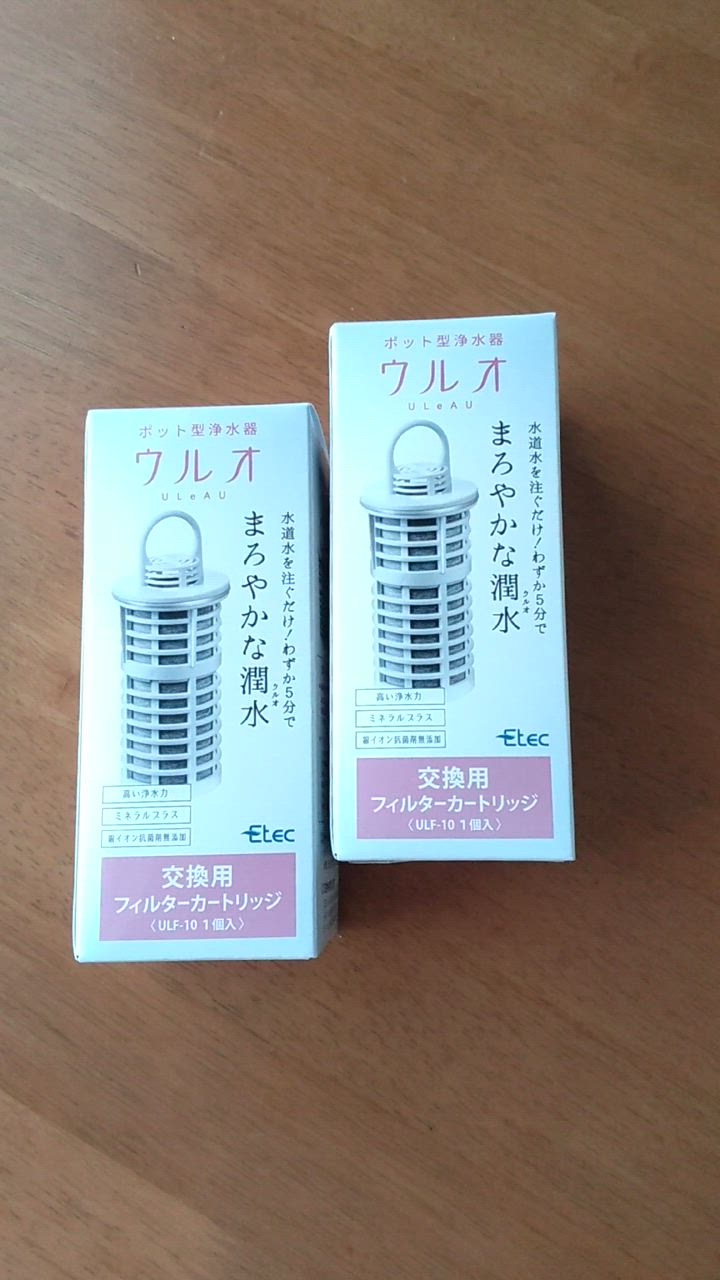 ポット型浄水器
ウルオ
ULeAU
水道水を注ぐだけ!わずか5分で
まろやかな潤水
ウルオ
高い浄水力
ミネラルプラス
銀イオン抗菌剤無添加
Etec
交換用
フィルターカートリッジ
〈ULF-10 1個入〉
ポット型浄水器
ウルオ
ULeAU
水道水を注ぐだけ!わずか5分で
まろやかな潤水
ウルオ
高い浄水力
ミネラルプラス
銀イオン抗菌剤無添加
Etec
交換用
フィルターカートリッジ
〈ULF-10 1個入〉